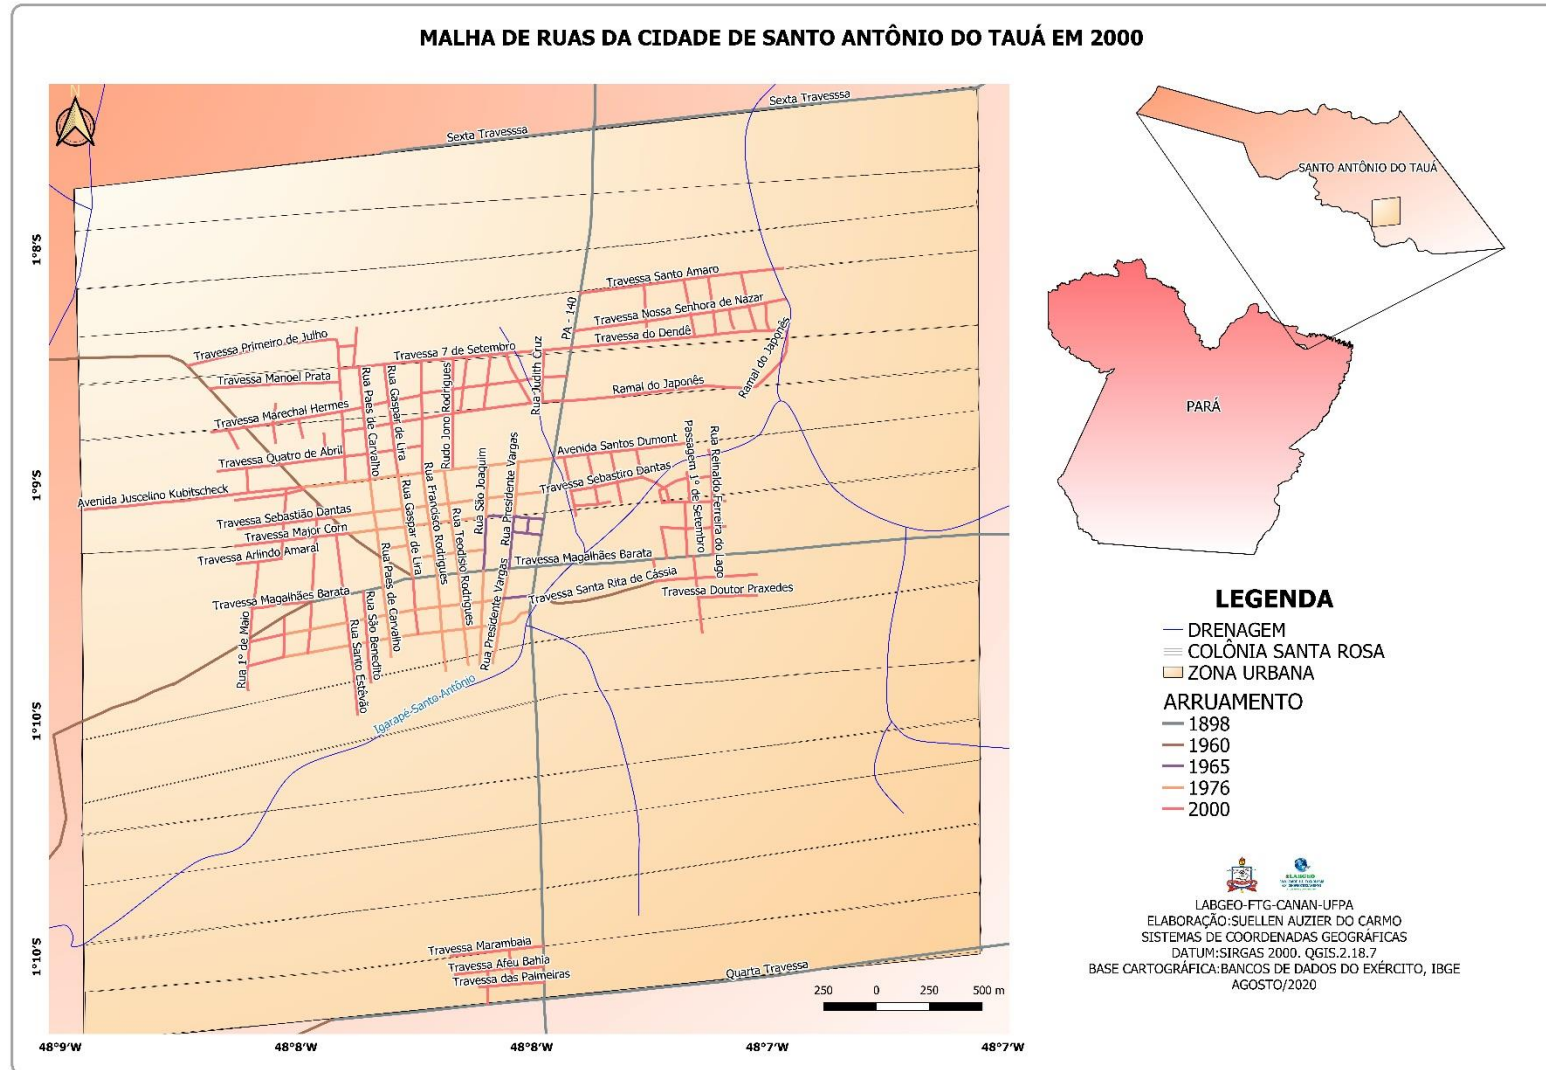 MALHA DE RUAS DA CIDADE DE SANTO ANTÔNIO DO TAUÁ EM 2000
N
Sexta Travesssa
Sexta Travesssa
SANTO ANTÔNIO DO TAUÁ
PARÁ
1°8'S
1°9'S
1°10'S
1°10'S
Travessa Santo Amaro
PA - 140
Travessa Nossa Senhora de Nazar
Travessa do Dendê
Travessa Primeiro de Julho
Travessa 7 de Setembro
Rua Judith Cruz
Ramal do Japonês
Travessa Manoel Prata
Ramal do Japonês
Rua Paes de Carvalho
Rua Gaspar de Lira
Rudo Jono Rodrigues
Travessa Marechal Hermes
Travessa Quatro de Abril
Avenida Santos Dumont
Passagem 1º de Setembro
Rua Reinaldo Ferreira do Lago
Rua São Joaquim
Rua Presidente Vargas
Avenida Juscelino Kubitscheck
Travessa Sebastiro Dantas
Travessa Sebastião Dantas
Travessa Major Corn
Travessa Arlindo Amaral
Rua Gaspar de Lira
Rua Francisco Rodrigues
Rua Teodsio Rodrigues
Rua Paes de Carvalho
Travessa Magalhães Barata
Travessa Magalhães Barata
Travessa Santa Rita de Cássia
Travessa Doutor Praxedes
Rua 1º de Maio
Rua Santo Estêvão
Rua São Benedito
Rua Presidente Vargas
Igarapé-Santo-Antônio
Travessa Marambaia
Travessa Afeu Bahia
Travessa das Palmeiras
Quarta Travessa
250 0 250 500 m
48°9'W 48°8'W 48°8'W 48°7'W 48°7'W
LEGENDA
DRENAGEM
COLÔNIA SANTA ROSA
ZONA URBANA
ARRUAMENTO
1898
1960
1965
1976
2000
LABGEO-FTG-CANAN-UFPA
ELABORAÇÃO:SUELLEN AUZIER DO CARMO
SISTEMAS DE COORDENADAS GEOGRÁFICAS
DATUM:SIRGAS 2000. QGIS.2.18.7
BASE CARTOGRÁFICA:BANCOS DE DADOS DO EXÉRCITO, IBGE
AGOSTO/2020